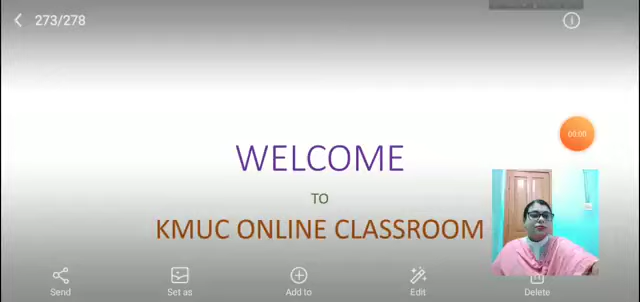 273/278
WELCOME
TO
KMUC ONLINE CLASSROOM
00:00
Send
Set as
Add to
Edit
Delete